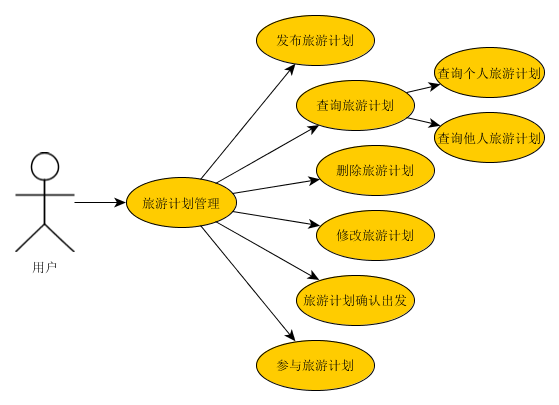 发布旅游计划
查询个人旅游计划
查询旅游计划
查询他人旅游计划
删除旅游计划
旅游计划管理
修改旅游计划
用户
旅游计划确认出发
参与旅游计划